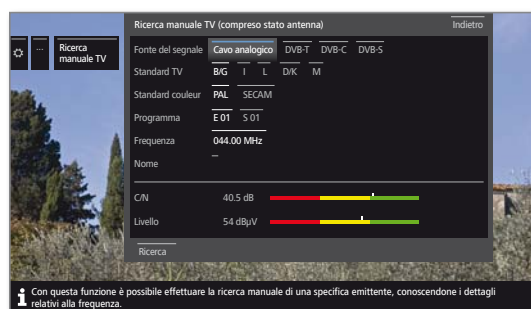 Ricerca manuale TV (compreso stato antenna) Indietro
... Ricerca
manuale TV
Fonte del segnale Cavo analogico DVB-T DVB-C DVB-S
Standard TV B/G I L D/K M
Standard couleur PAL SECAM
Programma E 01 S 01
Frequenza 044.00 MHz
Nome –
C/N 40.5 dB
Livello 54 dBµV
Ricerca
Con questa funzione è possibile effettuare la ricerca manuale di una specifica emittente, conoscendone i dettagli
relativi alla frequenza.